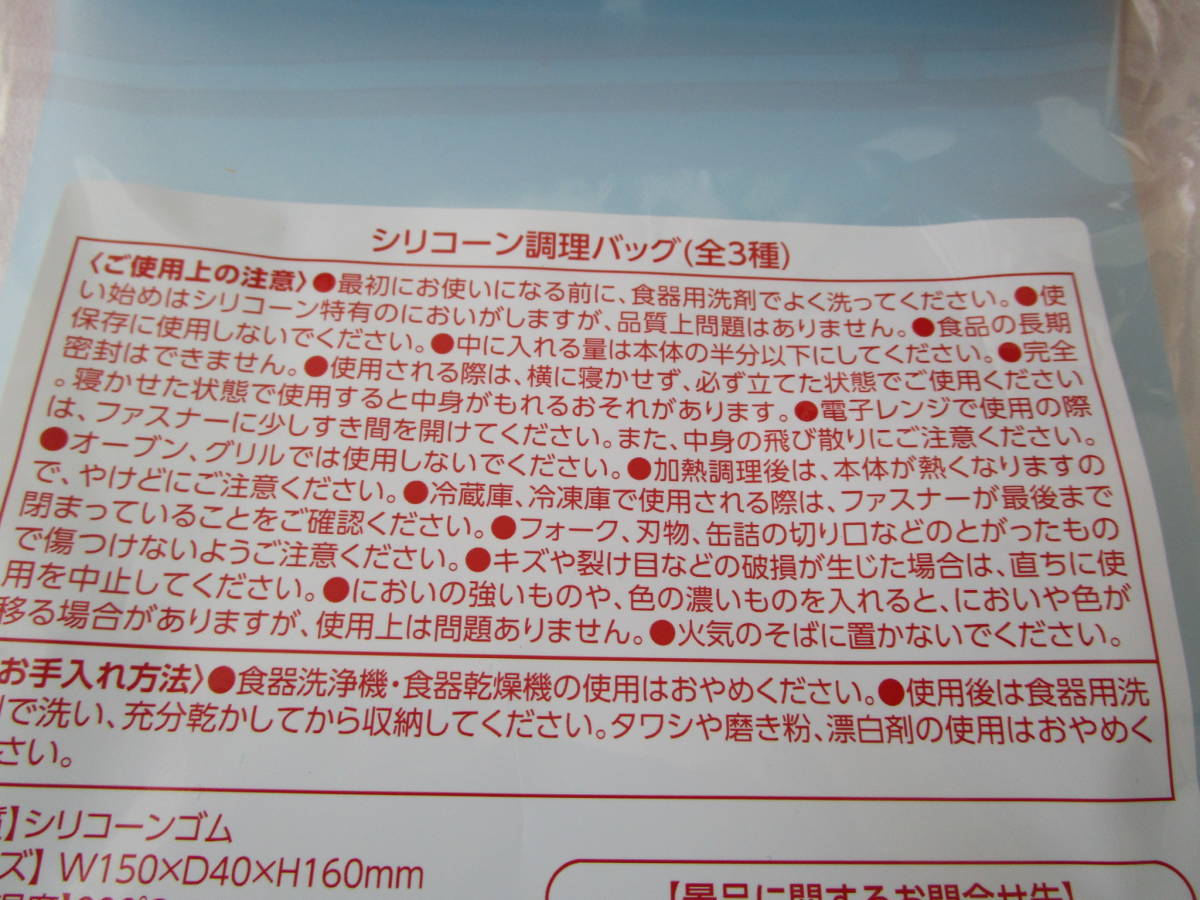 シリコーン調理バッグ(全3種)
〈ご使用上の注意〉●最初にお使いになる前に、食器用洗剤でよく洗ってください。●使
い始めはシリコーン特有のにおいがしますが、品質上問題はありません。●食品の長期
保存に使用しないでください。●中に入れる量は本体の半分以下にしてください。●完全
密封はできません。●使用される際は、横に寝かせず、必ず立てた状態でご使用ください
。寝かせた状態で使用すると中身がもれるおそれがあります。●電子レンジで使用の際
は、ファスナーに少しすき間を開けてください。また、中身の飛び散りにご注意ください。
●オーブン、グリルでは使用しないでください。●加熱調理後は、本体が熱くなりますの
で、やけどにご注意ください。●冷蔵庫、冷凍庫で使用される際は、ファスナーが最後まで
閉まっていることをご確認ください。●フォーク、刃物、缶詰の切り口などのとがったもの
で傷つけないようご注意ください。●キズや裂け目などの破損が生じた場合は、直ちに使
用を中止してください。●においの強いものや、色の濃いものを入れると、においや色が
移る場合がありますが、使用上は問題ありません。●火気のそばに置かないでください。
お手入れ方法〉●食器洗浄機・食器乾燥機の使用はおやめください。●使用後は食器用洗
で洗い、充分乾かしてから収納してください。タワシや磨き粉、漂白剤の使用はおやめく
さい。
】シリコーンゴム
ズ】W150×D40×H160mm
【景品に関するお問合せ先】